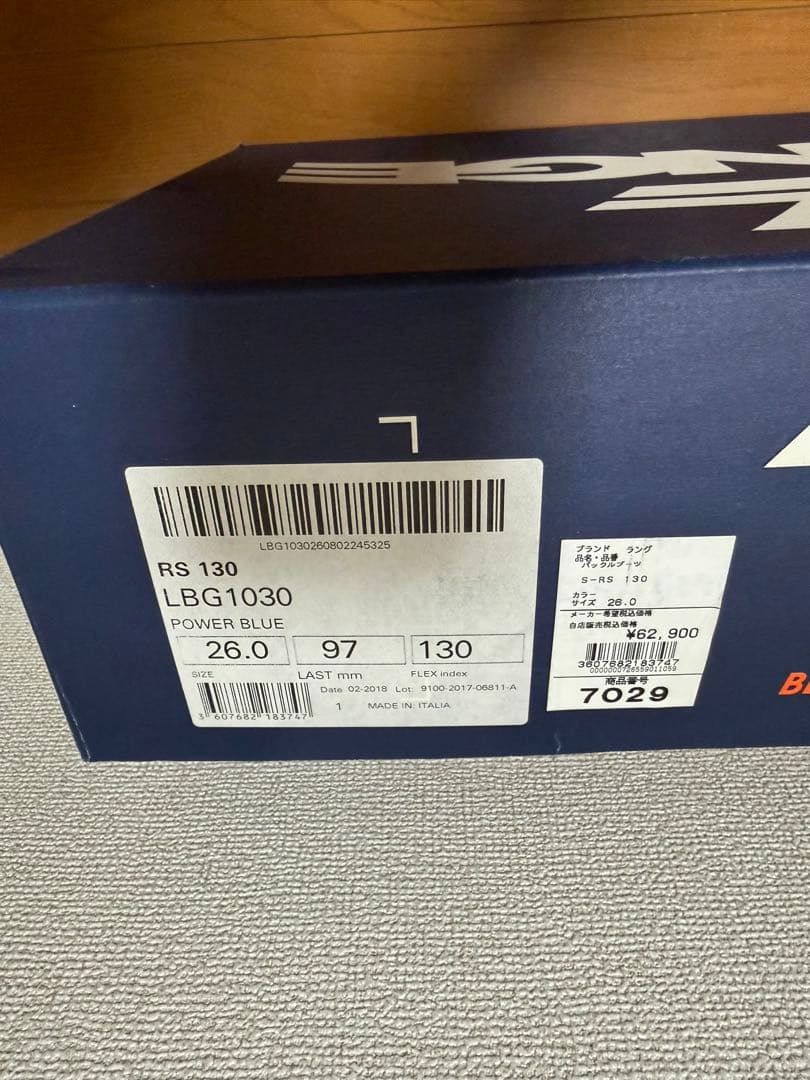 LBG1030260802245325
RS 130
LBG1030
POWER BLUE
26.0 97 130
SIZE LAST mm FLEX index
Date 02-2018 Lot: 9100-2017-06811-A
1 MADE IN: ITALIA
3 607682 183747
ブランド ラング
品名・品番
バックルブーツ
S-RS 130
カラー
サイズ 26.0
メーカー希望税込価格
自店販売税込価格
¥62,900
3607682183747
0000000726559011059
商品番号
7029